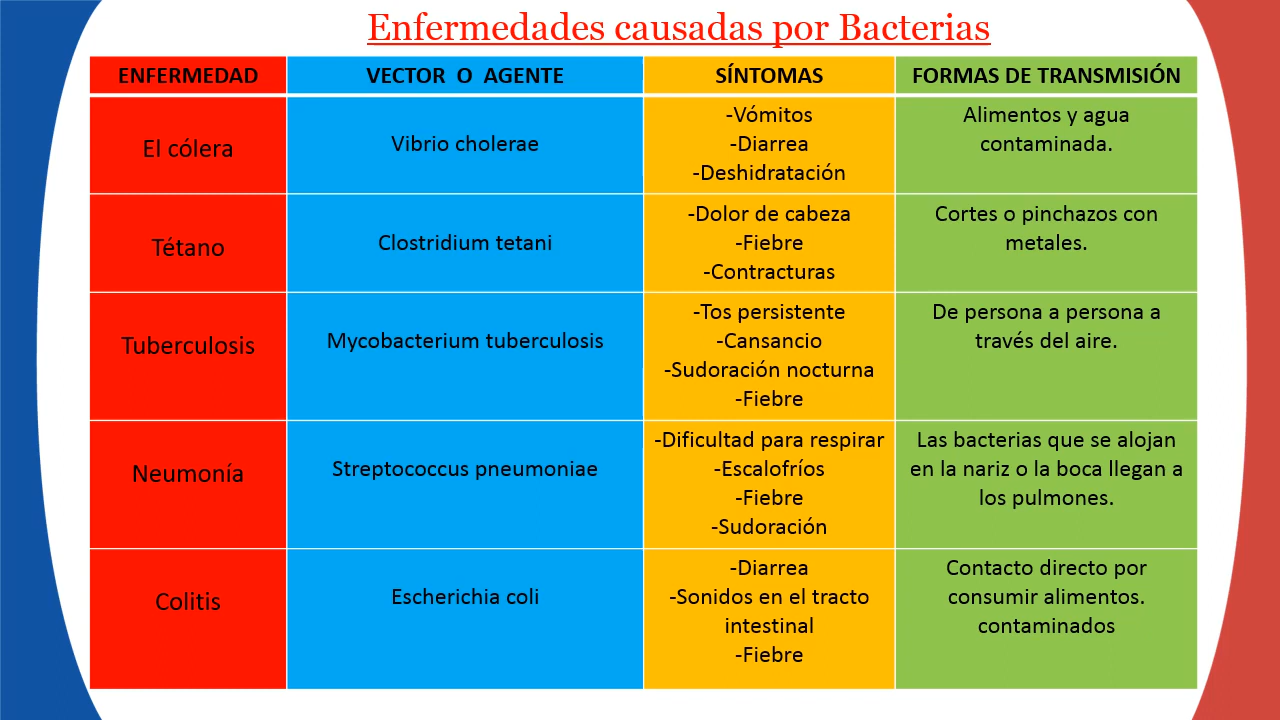 Enfermedades causadas por Bacterias
ENFERMEDAD
VECTOR O AGENTE
SÍNTOMAS
FORMAS DE TRANSMISIÓN
El cólera
Vibrio cholerae
-Vómitos
-Diarrea
-Deshidratación
Alimentos y agua
contaminada.
Tétano
Clostridium tetani
-Dolor de cabeza
-Fiebre
-Contracturas
Cortes o pinchazos con
metales.
Tuberculosis
Mycobacterium tuberculosis
-Tos persistente
-Cansancio
-Sudoración nocturna
-Fiebre
De persona a persona a
través del aire.
Neumonía
Streptococcus pneumoniae
-Dificultad para respirar
-Escalofríos
-Fiebre
-Sudoración
Las bacterias que se alojan
en la nariz o la boca llegan a
los pulmones.
Colitis
Escherichia coli
-Diarrea
-Sonidos en el tracto
intestinal
-Fiebre
Contacto directo por
consumir alimentos.
contaminados